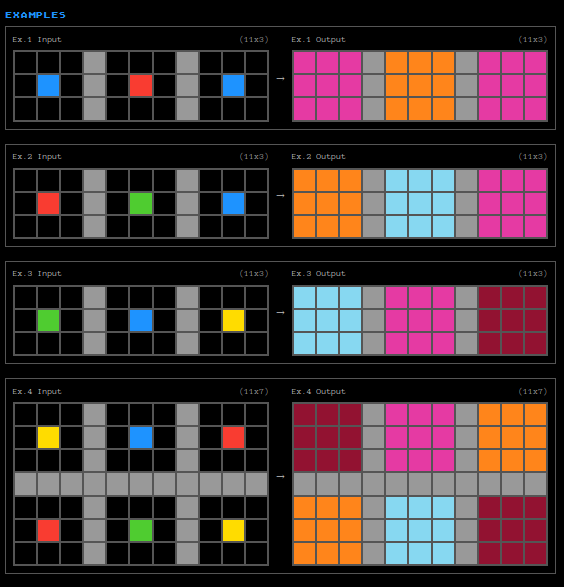 EXAMPLES
Ex.1 Input (11x3) Ex.1 Output (11x3)
→
Ex.2 Input (11x3) Ex.2 Output (11x3)
→
Ex.3 Input (11x3) Ex.3 Output (11x3)
→
Ex.4 Input (11x7) Ex.4 Output (11x7)
→